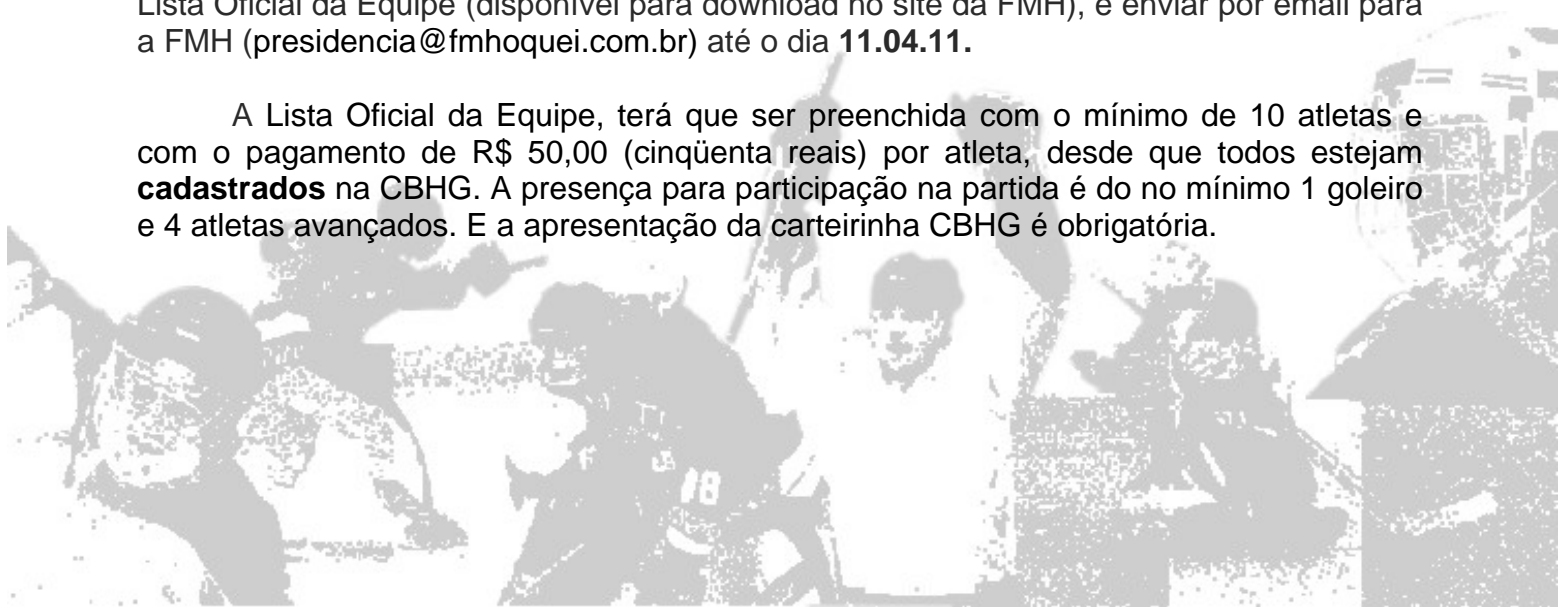 Lista Oficial da Equipe (disponível para download no site da FMH), e enviar por email para
a FMH (presidencia@fmhoquei.com.br) até o dia 11.04.11.
A Lista Oficial da Equipe, terá que ser preenchida com o mínimo de 10 atletas e
com o pagamento de R$ 50,00 (cinqüenta reais) por atleta, desde que todos estejam
cadastrados na CBHG. A presença para participação na partida é do no mínimo 1 goleiro
e 4 atletas avançados. E a apresentação da carteirinha CBHG é obrigatória.
18